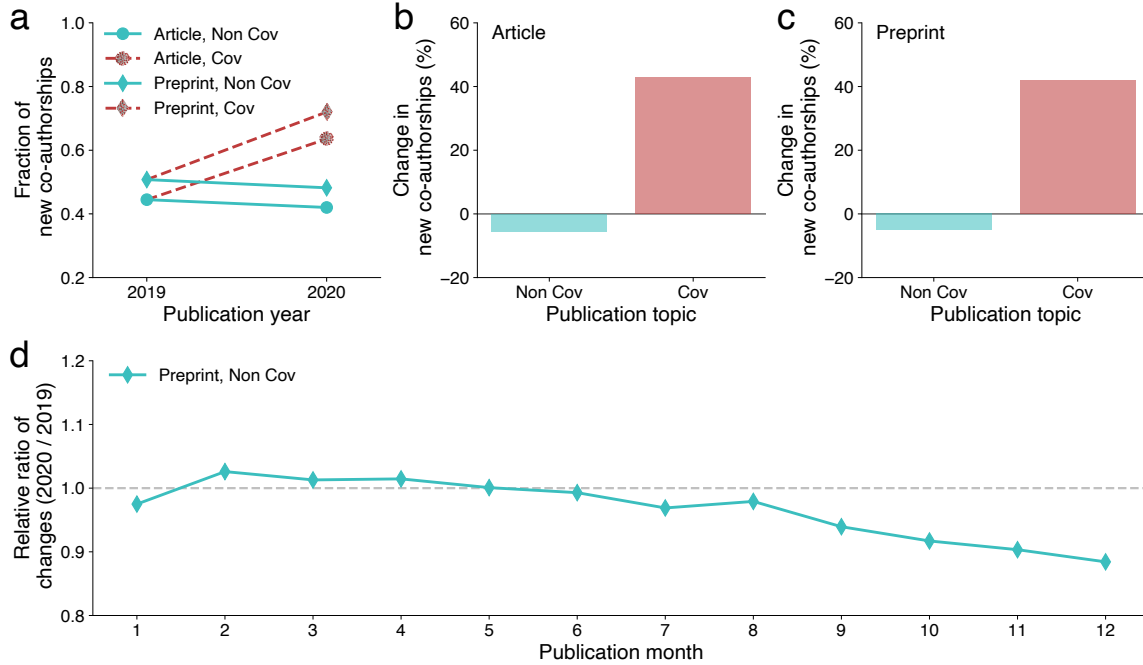 a
Fraction of
new co-authorships
1.0
0.8
0.6
0.4
0.2
Article, Non Cov
Article, Cov
Preprint, Non Cov
Preprint, Cov
2019 2020
Publication year
b
Change in
new co-authorships (%)
60
40
20
0
−20
Article
Non Cov Cov
Publication topic
c
Change in
new co-authorships (%)
60
40
20
0
−20
Preprint
Non Cov Cov
Publication topic
d
Relative ratio of
changes (2020 / 2019)
1.2
1.1
1.0
0.9
0.8
Preprint, Non Cov
1 2 3 4 5 6 7 8 9 10 11 12
Publication month